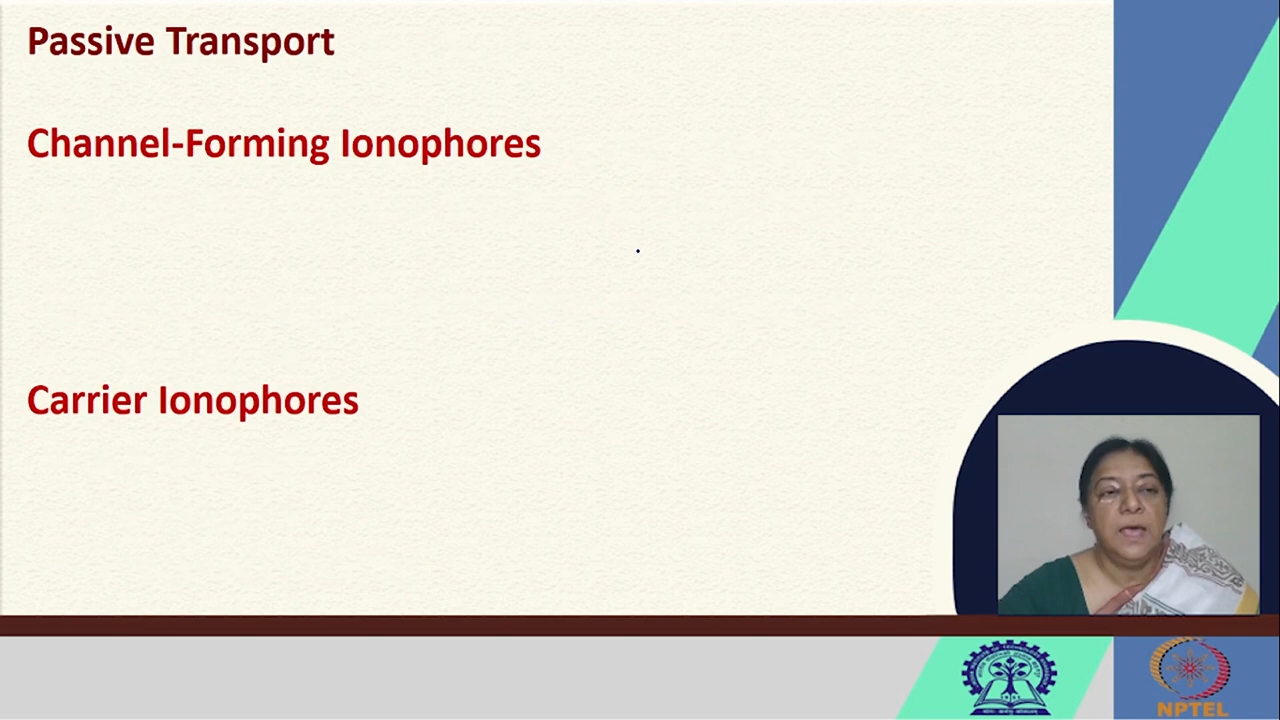 Passive Transport
Channel-Forming Ionophores
Carrier Ionophores
NPTEL